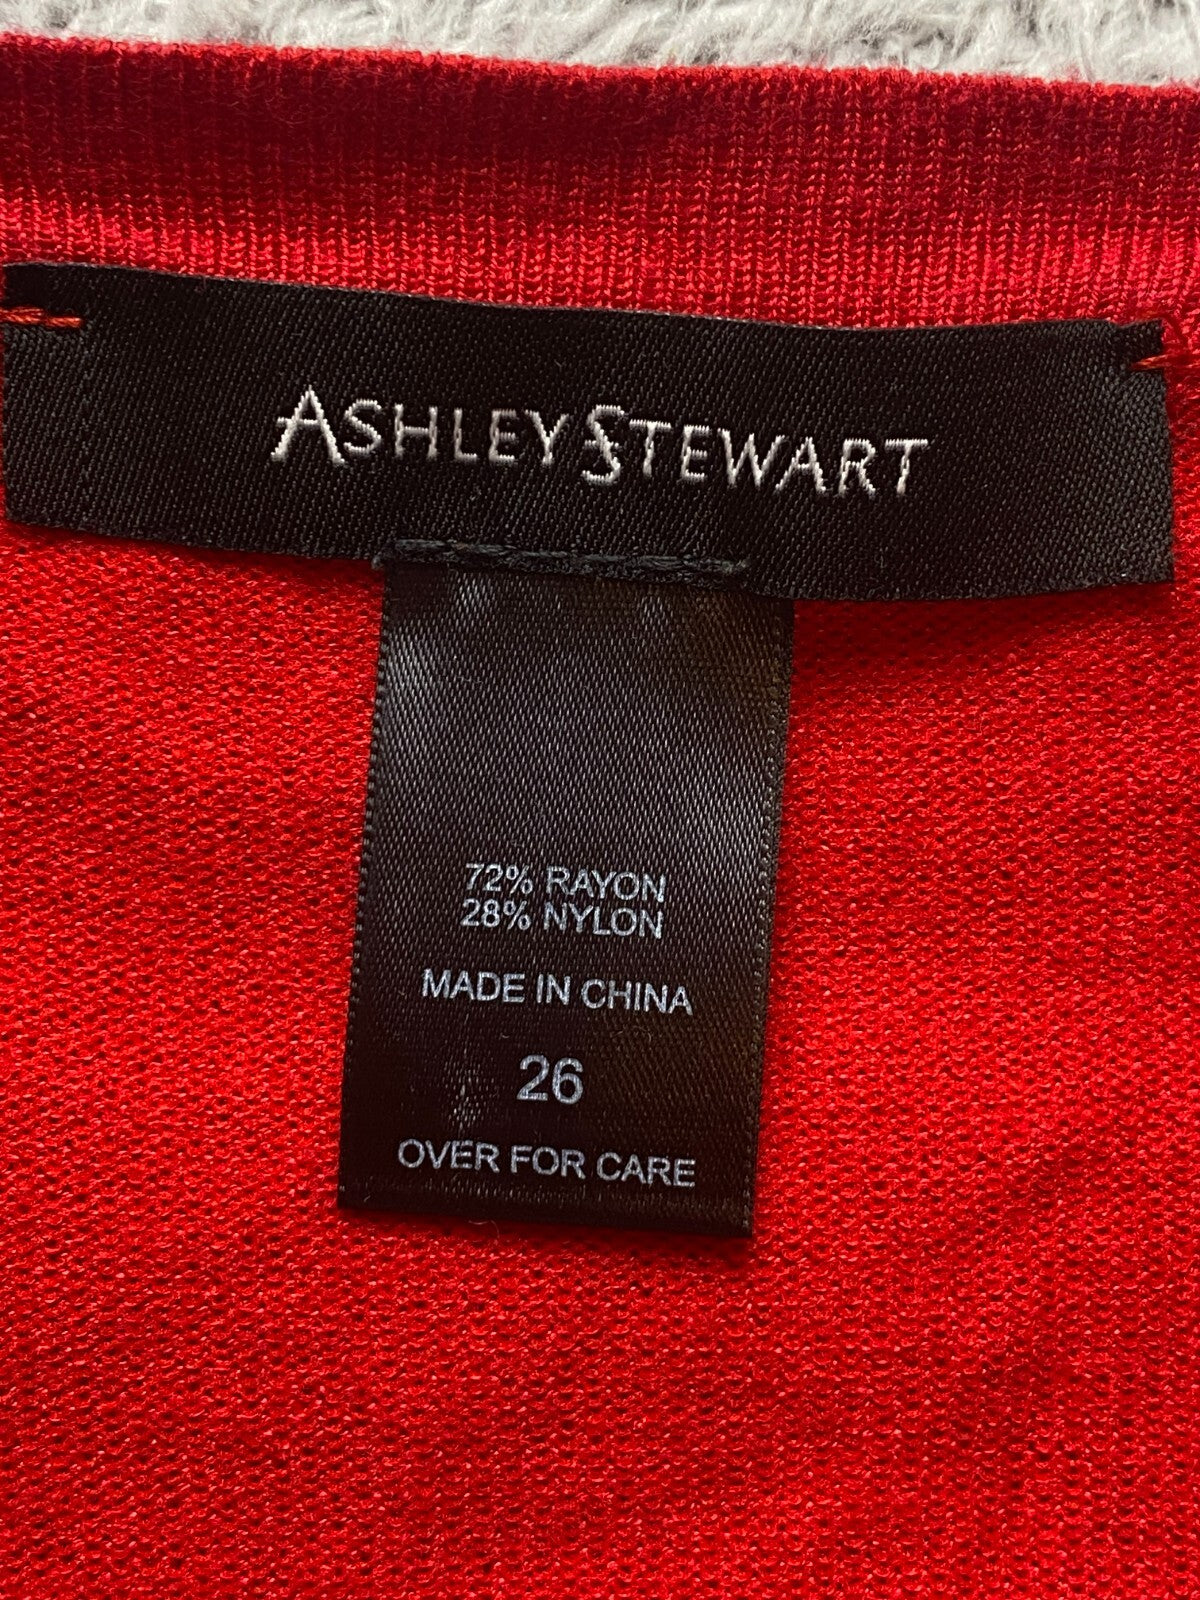 ASHLEY STEWART
72% RAYON
28% NYLON
MADE IN CHINA
26
OVER FOR CARE